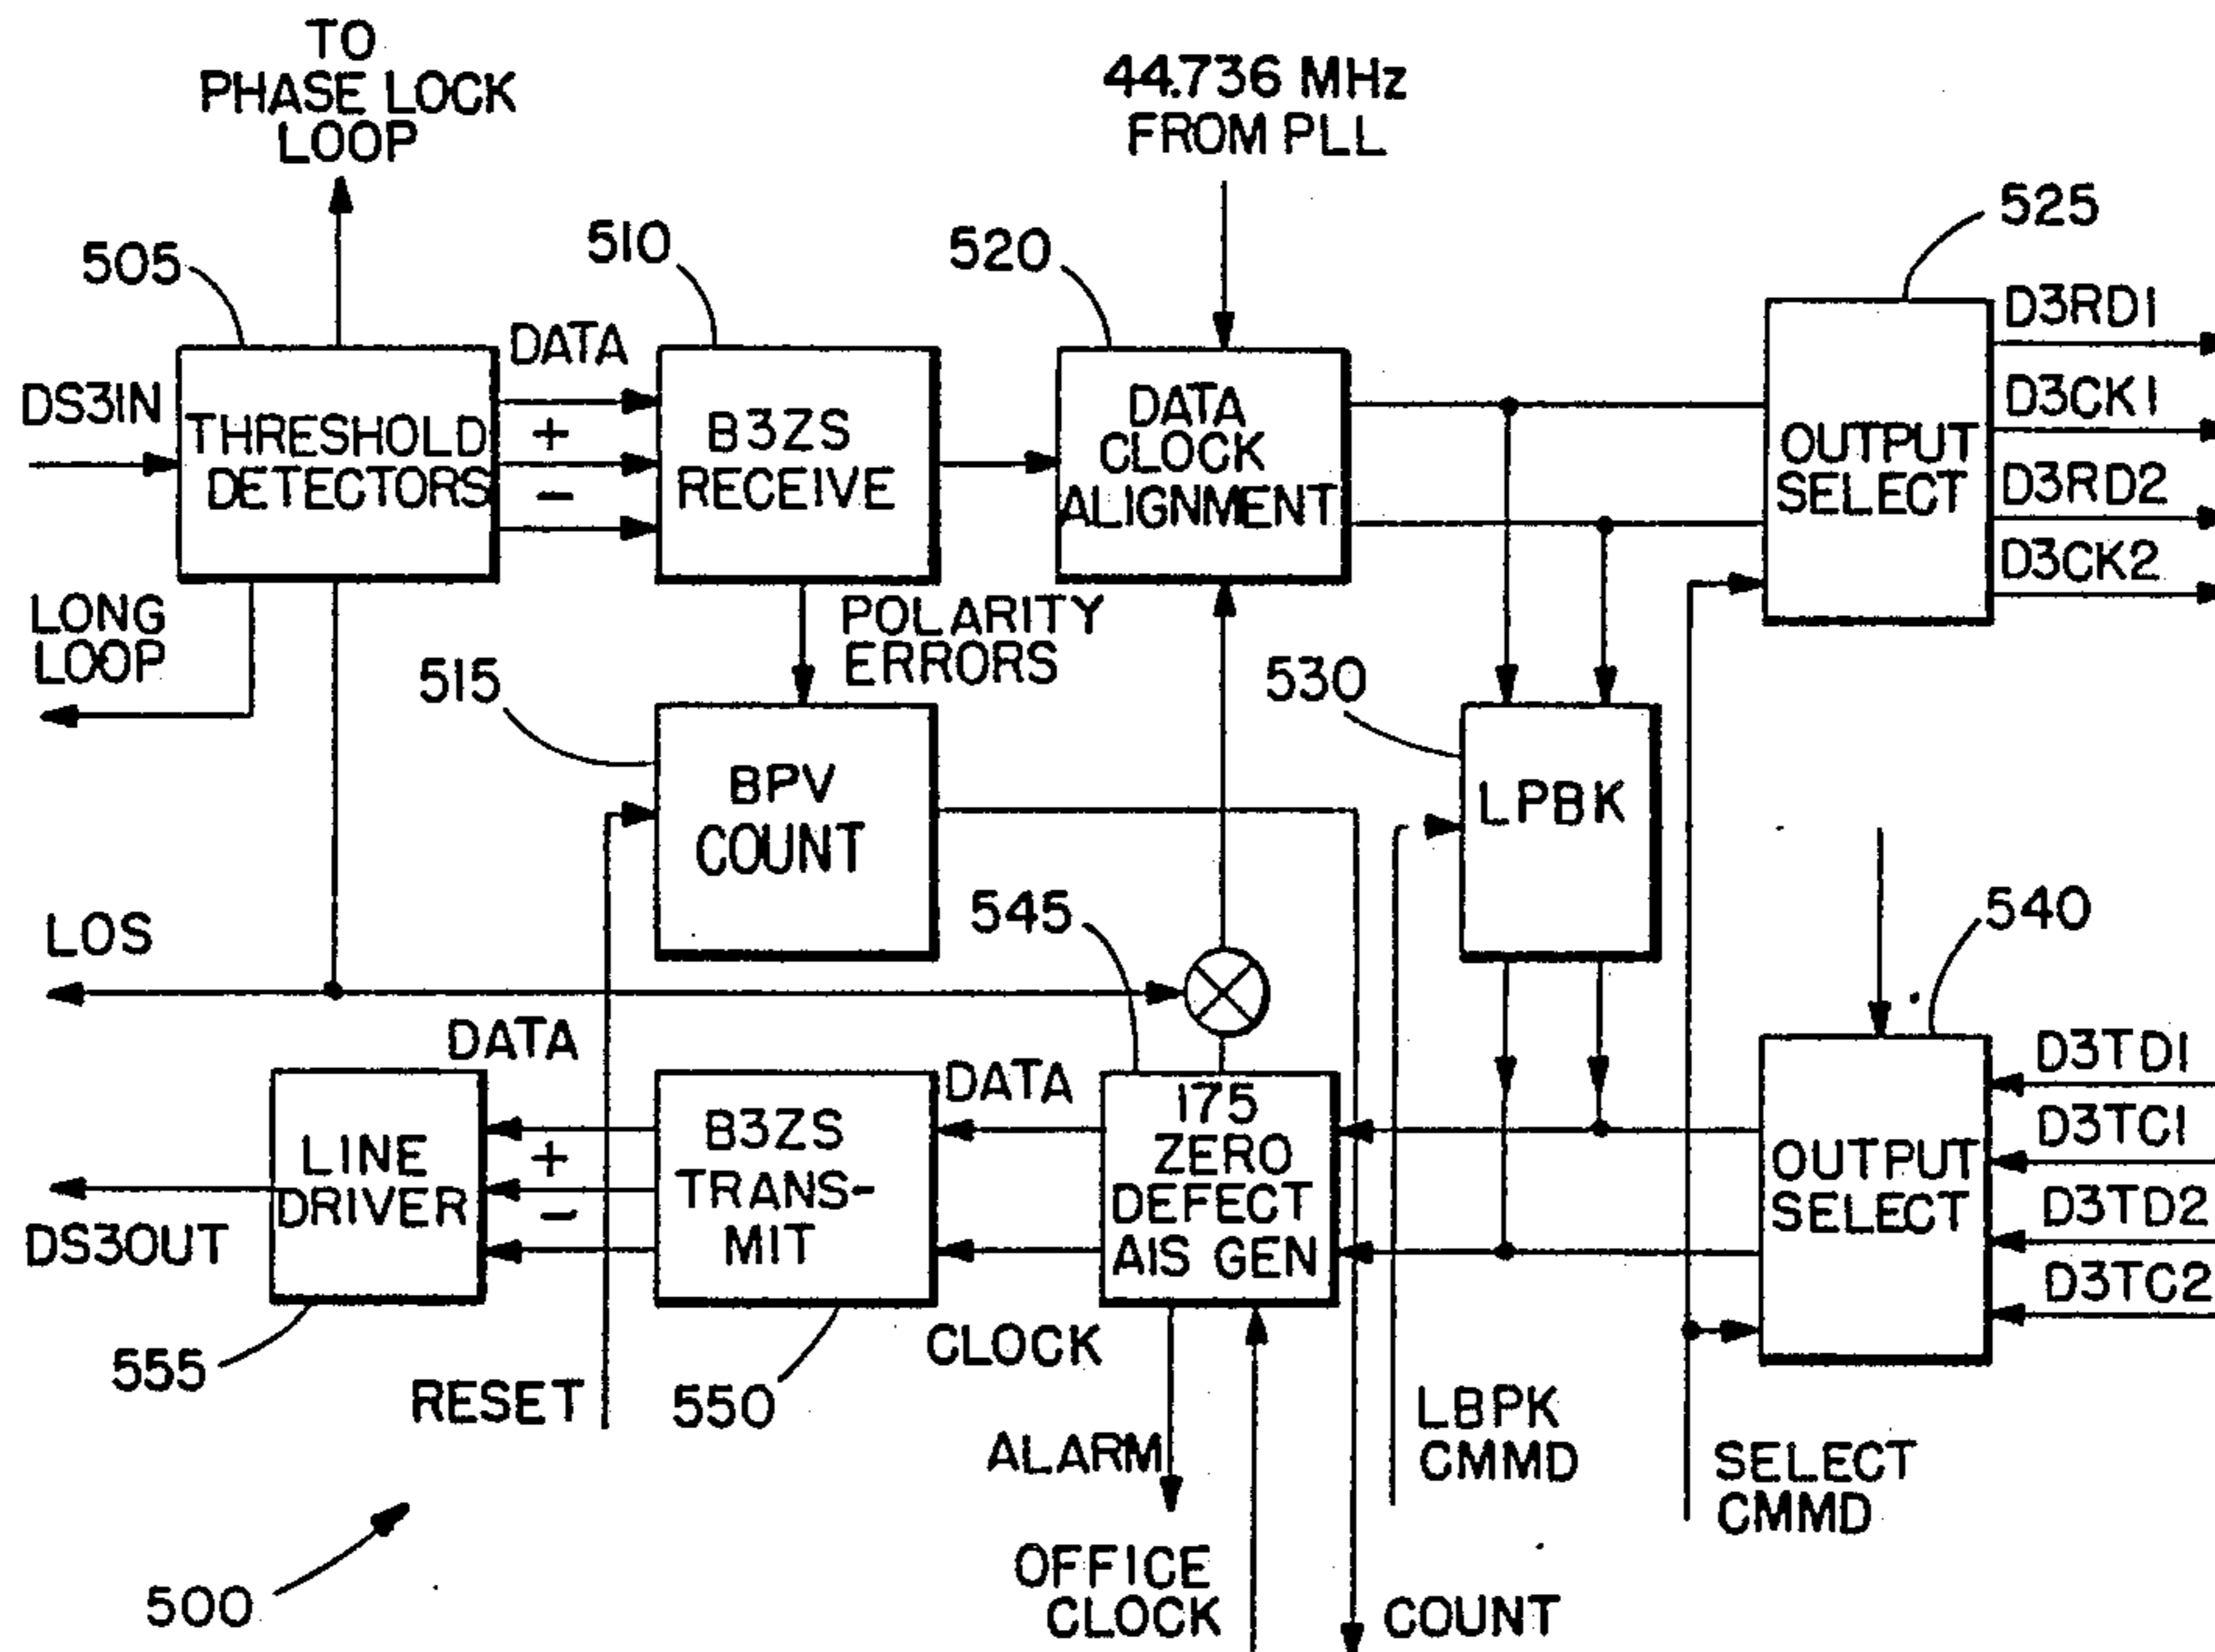 TO
PHASE LOCK
LOOP
44.736 MHz
FROM PLL
505
510
520
525
DS3IN
THRESHOLD
DETECTORS
DATA
+
-
B3ZS
RECEIVE
DATA
CLOCK
ALIGNMENT
OUTPUT
SELECT
D3RD1
D3CK1
D3RD2
D3CK2
LONG
LOOP
POLARITY
ERRORS
515
530
BPV
COUNT
LPBK
LOS
545
540
DATA
LINE
DRIVER
+
-
B3ZS
TRANS-
MIT
DATA
175
ZERO
DEFECT
AIS GEN
OUTPUT
SELECT
D3TD1
D3TC1
D3TD2
D3TC2
DS3OUT
555
RESET
550
CLOCK
ALARM
LBPK
CMMD
SELECT
CMMD
OFFICE
CLOCK
COUNT
500